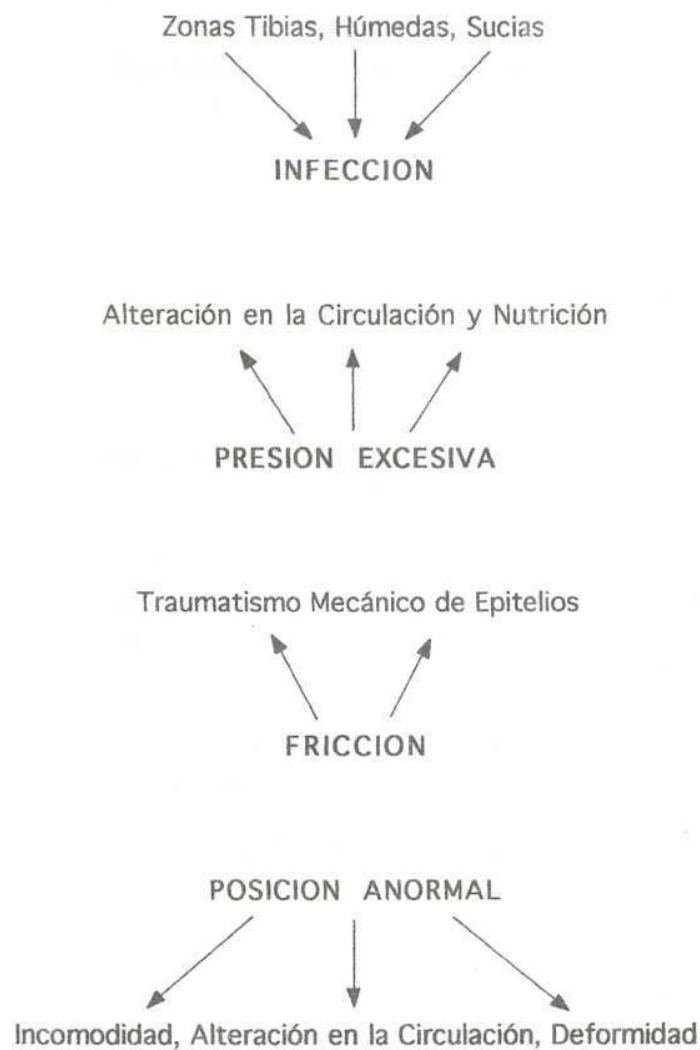 Zonas Tibias, Húmedas, Sucias
INFECCION
Alteración en la Circulación y Nutrición
PRESION EXCESIVA
Traumatismo Mecánico de Epitelios
FRICCION
POSICION ANORMAL
Incomodidad, Alteración en la Circulación, Deformidad